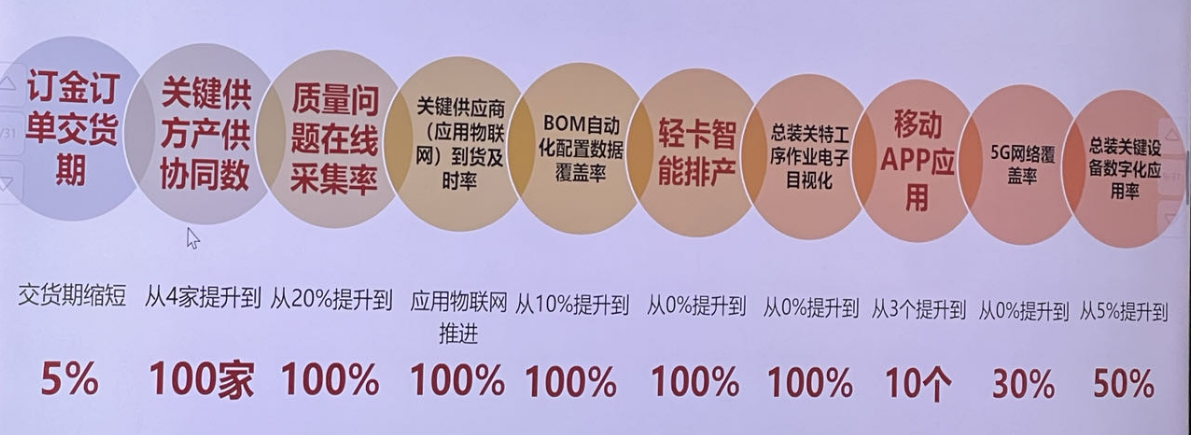 订金订
单交货
期
关键供
方产供
协同数
质量问
题在线
采集率
关键供应商
（应用物联
网）到货及
时率
BOM自动
化配置数据
覆盖率
轻卡智
能排产
总装关特工
序作业电子
目视化
移动
APP应
用
5G网络覆
盖率
总装关键设
备数字化应
用率
交货期缩短
5%
从4家提升到
100家
从20%提升到
100%
应用物联网
推进
100%
从10%提升到
100%
从0%提升到
100%
从0%提升到
100%
从3个提升到
10个
从0%提升到
30%
从5%提升到
50%
/31